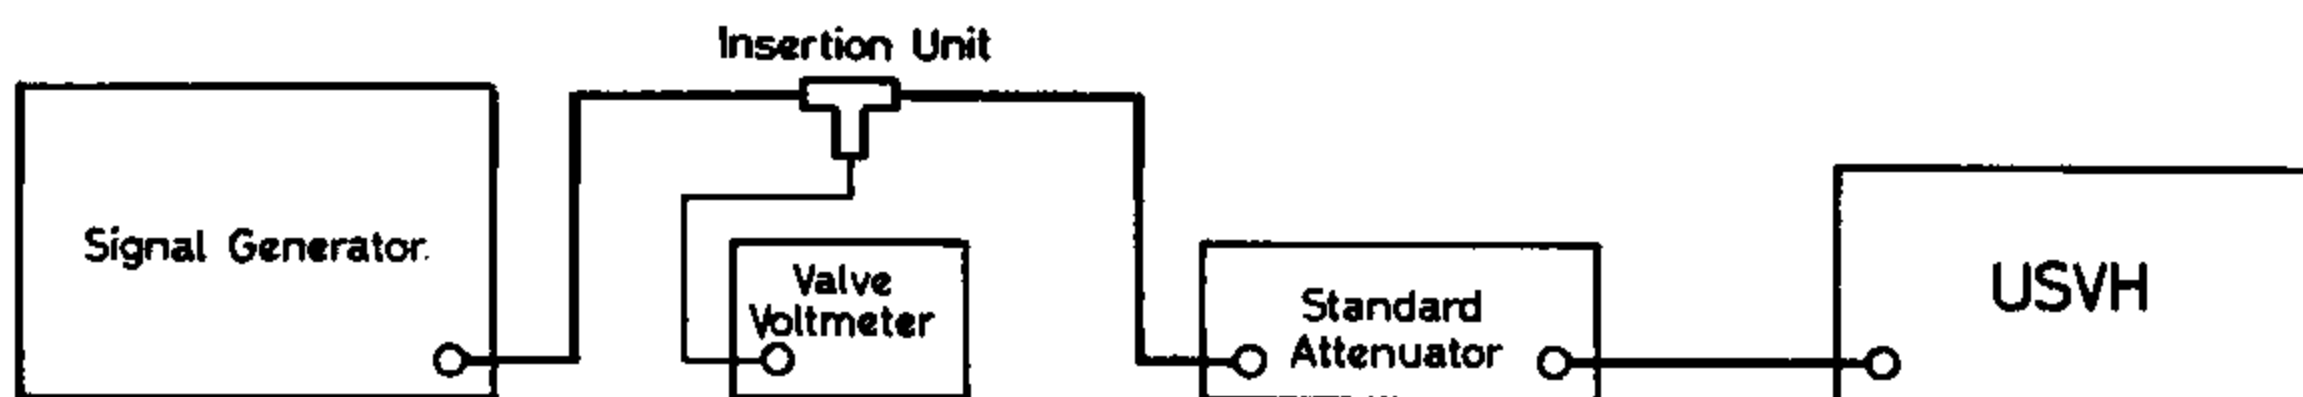 Insertion Unit
Signal Generator
Valve
Voltmeter
Standard
Attenuator
USVH